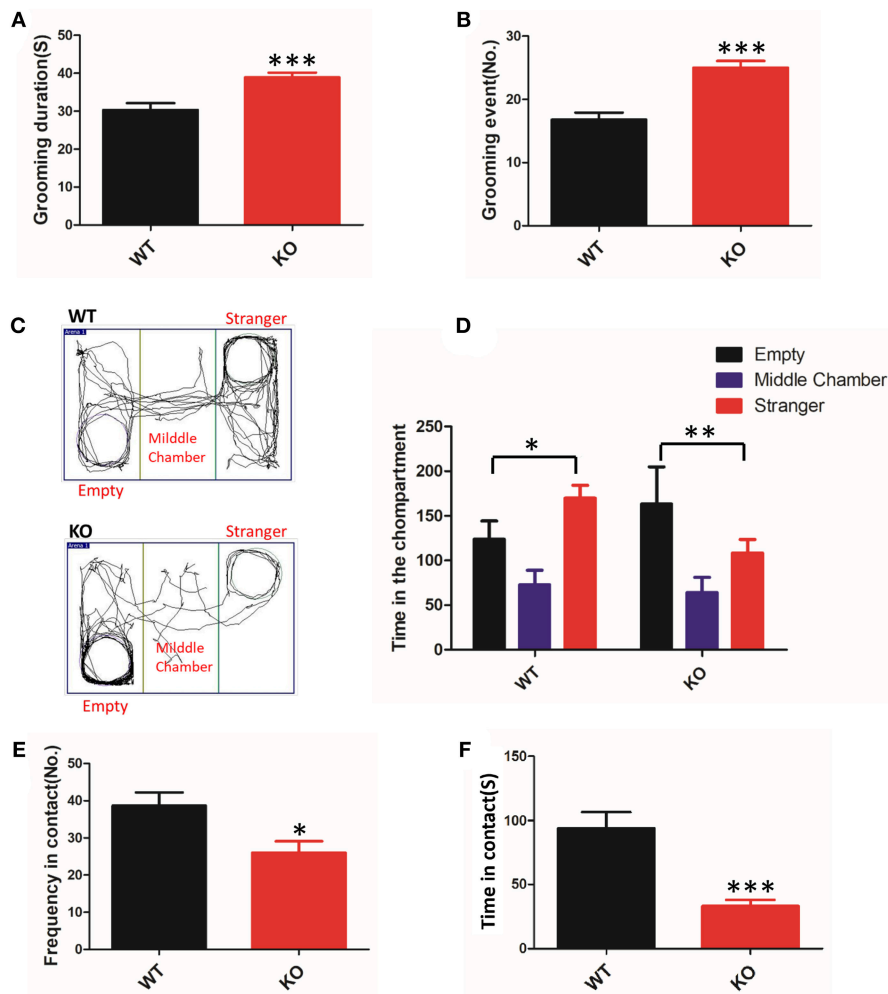 A
Grooming duration(S)
50
40
30
20
10
0
***
WT
KO
B
Grooming event(No.)
30
20
10
0
***
WT
KO
C
WT
Stranger
Arena 1
Milddle
Chamber
Empty
KO
Stranger
Arena 1
Milddle
Chamber
Empty
D
Empty
Middle Chamber
Stranger
Time in the chompartment
250
200
150
100
50
0
*
**
WT
KO
E
Frequency in contact(No.)
50
40
30
20
10
0
*
WT
KO
F
Time in contact(S)
150
100
50
0
***
WT
KO